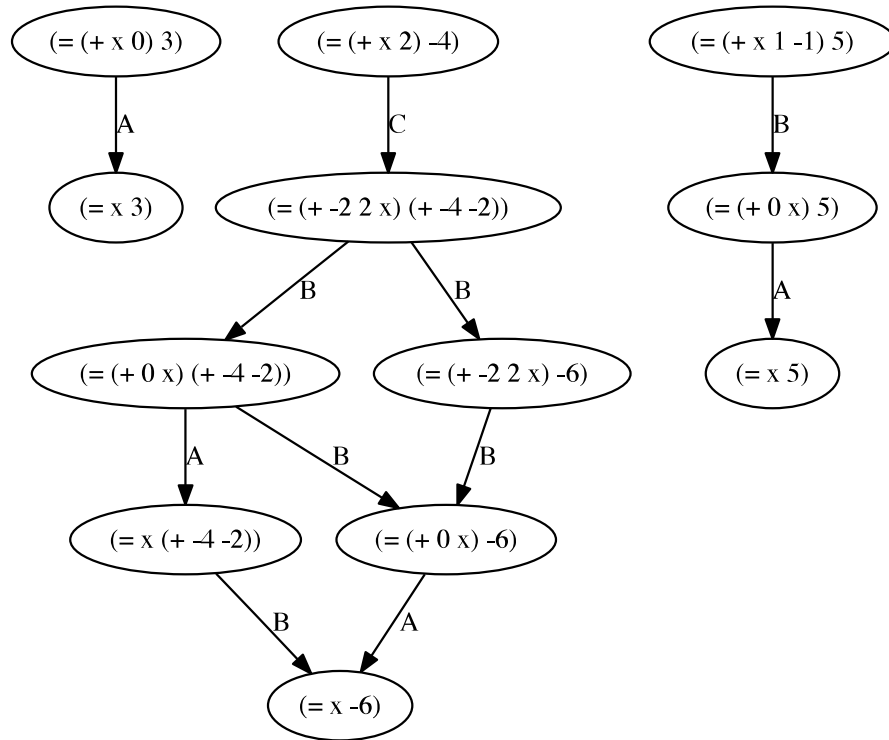 (= (+ x 0) 3)
(= (+ x 2) -4)
(= (+ x 1 -1) 5)
A
C
B
(= x 3)
(= (+ -2 2 x) (+ -4 -2))
(= (+ 0 x) 5)
B
B
A
(= (+ 0 x) (+ -4 -2))
(= (+ -2 2 x) -6)
(= x 5)
A
B
B
(= x (+ -4 -2))
(= (+ 0 x) -6)
B
A
(= x -6)